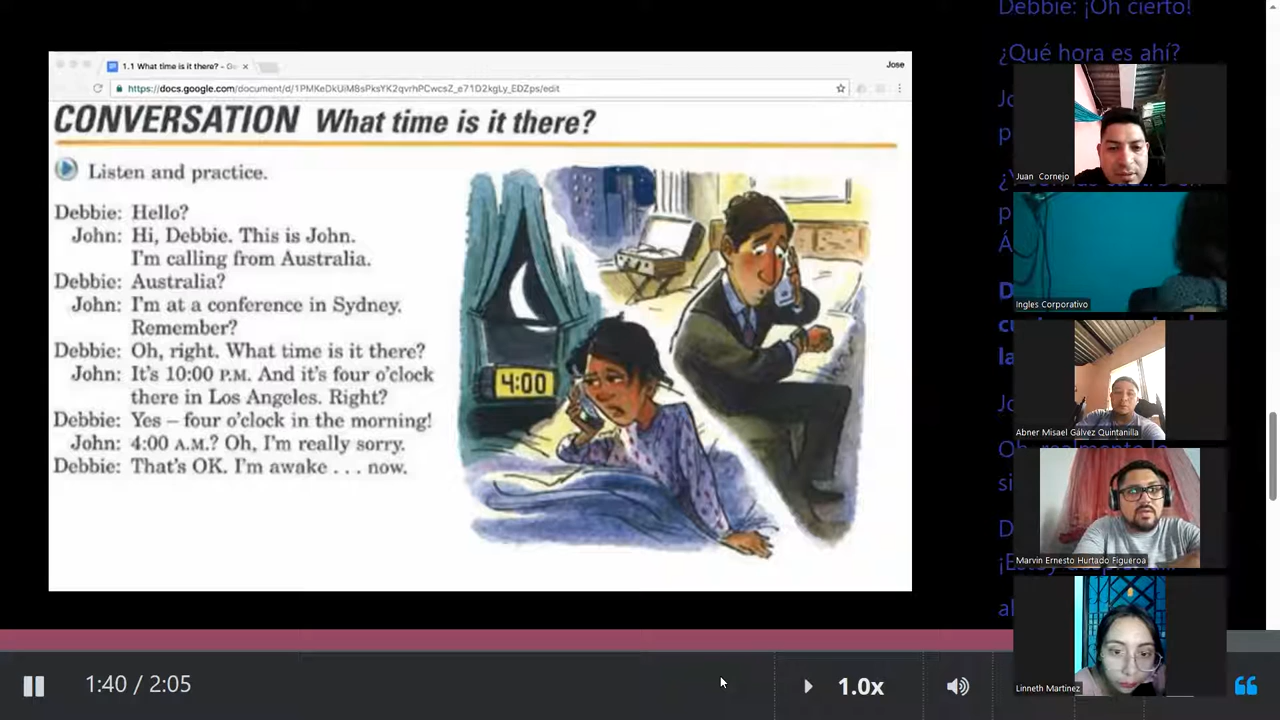 1.1 What time is it there? - G
Jose
https://docs.google.com/document/d/1PMKeDkUiM8sPksYK2qvrhPCwcsZ_e71D2kgLy_EDZps/edit
CONVERSATION What time is it there?
Listen and practice.
Debbie: Hello?
John: Hi, Debbie. This is John.
I'm calling from Australia.
Debbie: Australia?
John: I'm at a conference in Sydney.
Remember?
Debbie: Oh, right. What time is it there?
John: It's 10:00 P.M. And it's four o'clock
there in Los Angeles. Right?
Debbie: Yes – four o'clock in the morning!
John: 4:00 A.M.? Oh, I'm really sorry.
Debbie: That's OK. I'm awake . . . now.
4:00
Debbie: ¡Oh cierto!
¿Qué hora es ahí?
Juan Cornejo
Ingles Corporativo
Abner Misael Gálvez Quintanilla
Marvin Ernesto Hurtado Figueroa
Linneth Martinez
1:40 / 2:05
1.0x